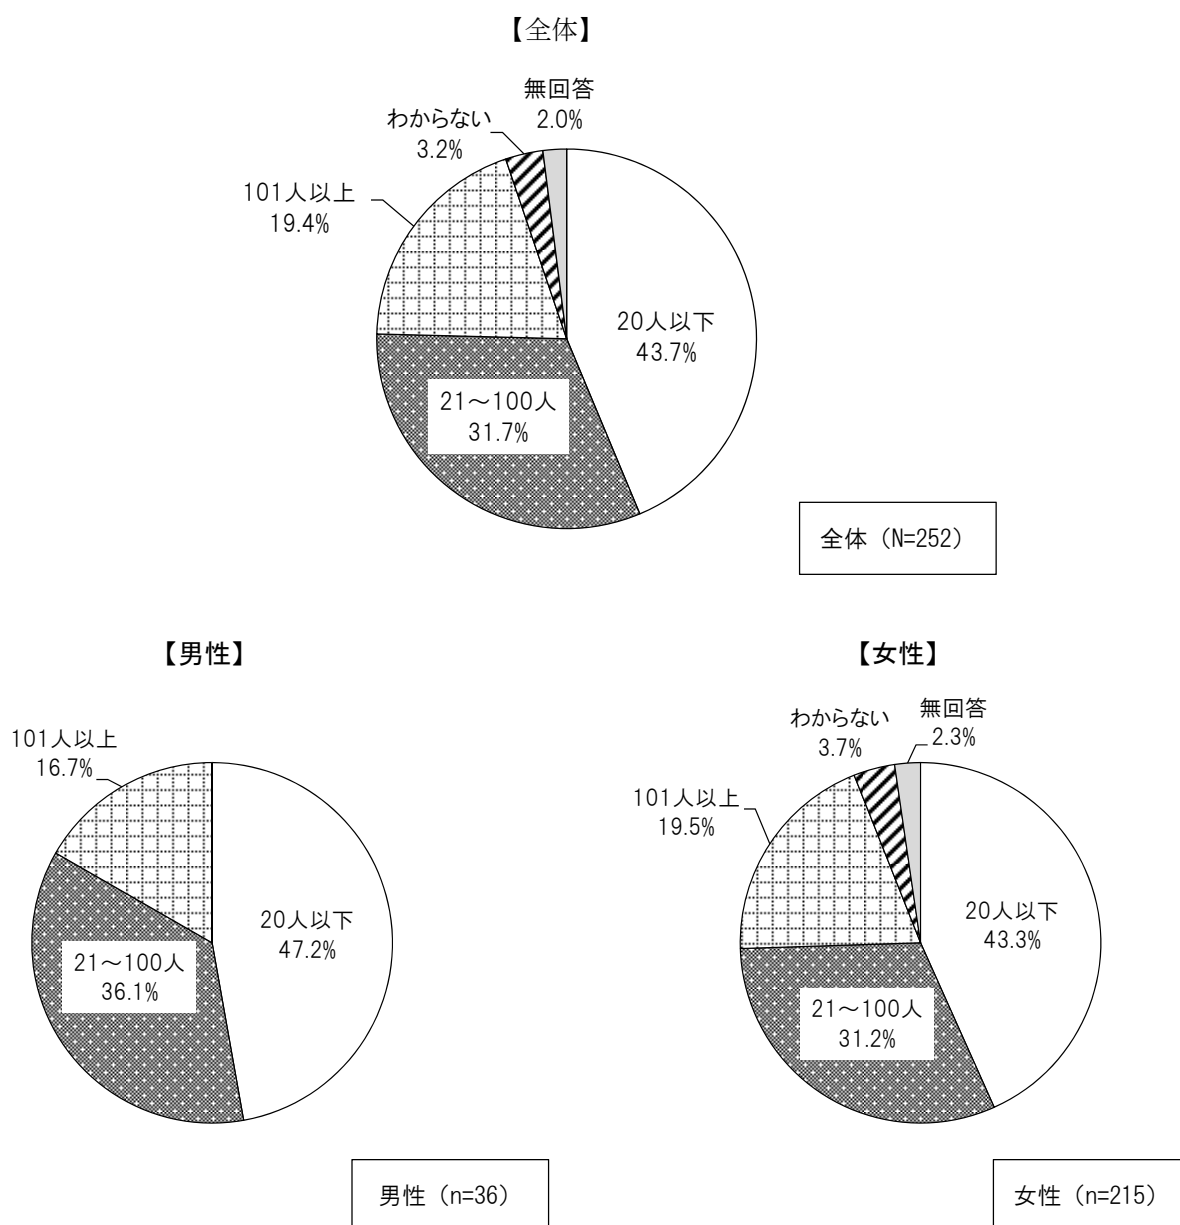 【全体】
無回答
2.0%
わからない
3.2%
101人以上
19.4%
20人以下
43.7%
21～100人
31.7%
全体（N=252）
【男性】
101人以上
16.7%
20人以下
47.2%
21～100人
36.1%
男性（n=36）
【女性】
無回答
2.3%
わからない
3.7%
101人以上
19.5%
20人以下
43.3%
21～100人
31.2%
女性（n=215）